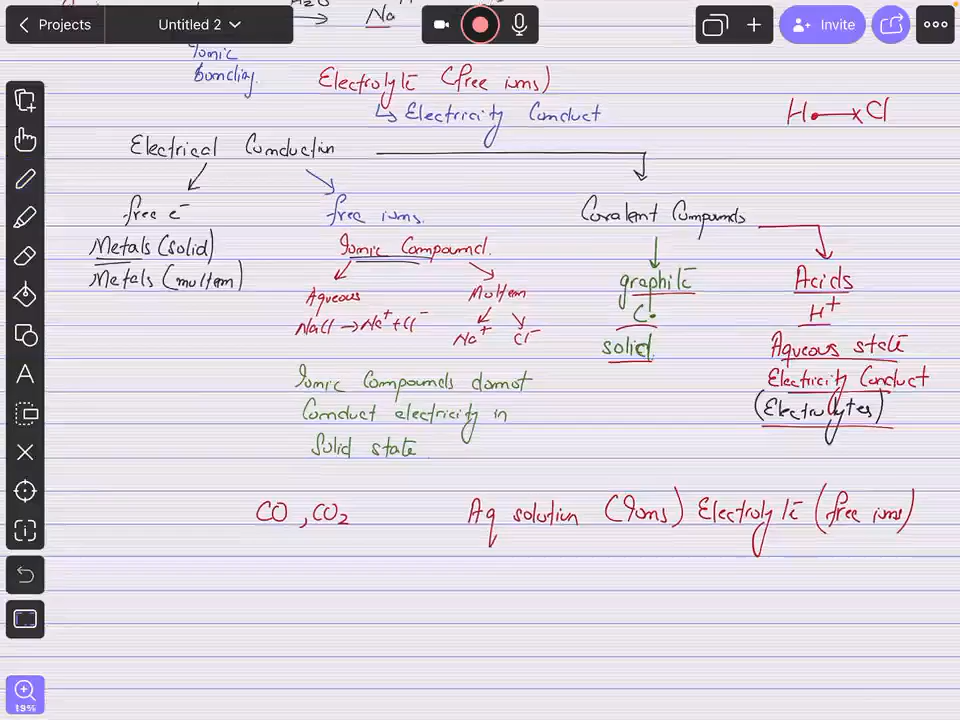 Projects
Untitled 2
Invite
H₂O
Na
Ionic
bonding
Electrolyte (free ions)
↳ Electricity Conduct
H Cl
Electrical Conduction
free e⁻
free ions.
Covalent Compounds
Metals (solid)
Metals (molten)
Ionic Compound.
Aqueous
Molten
NaCl → Na⁺ + Cl⁻
Na⁺ Cl⁻
graphite
C
solid
Acids
H⁺
Aqueous state
Electricity Conduct
(Electrolytes)
Ionic Compounds donot
Conduct electricity in
Solid state
CO , CO₂
Aq solution (Ions) Electrolyte (free ions)
19%